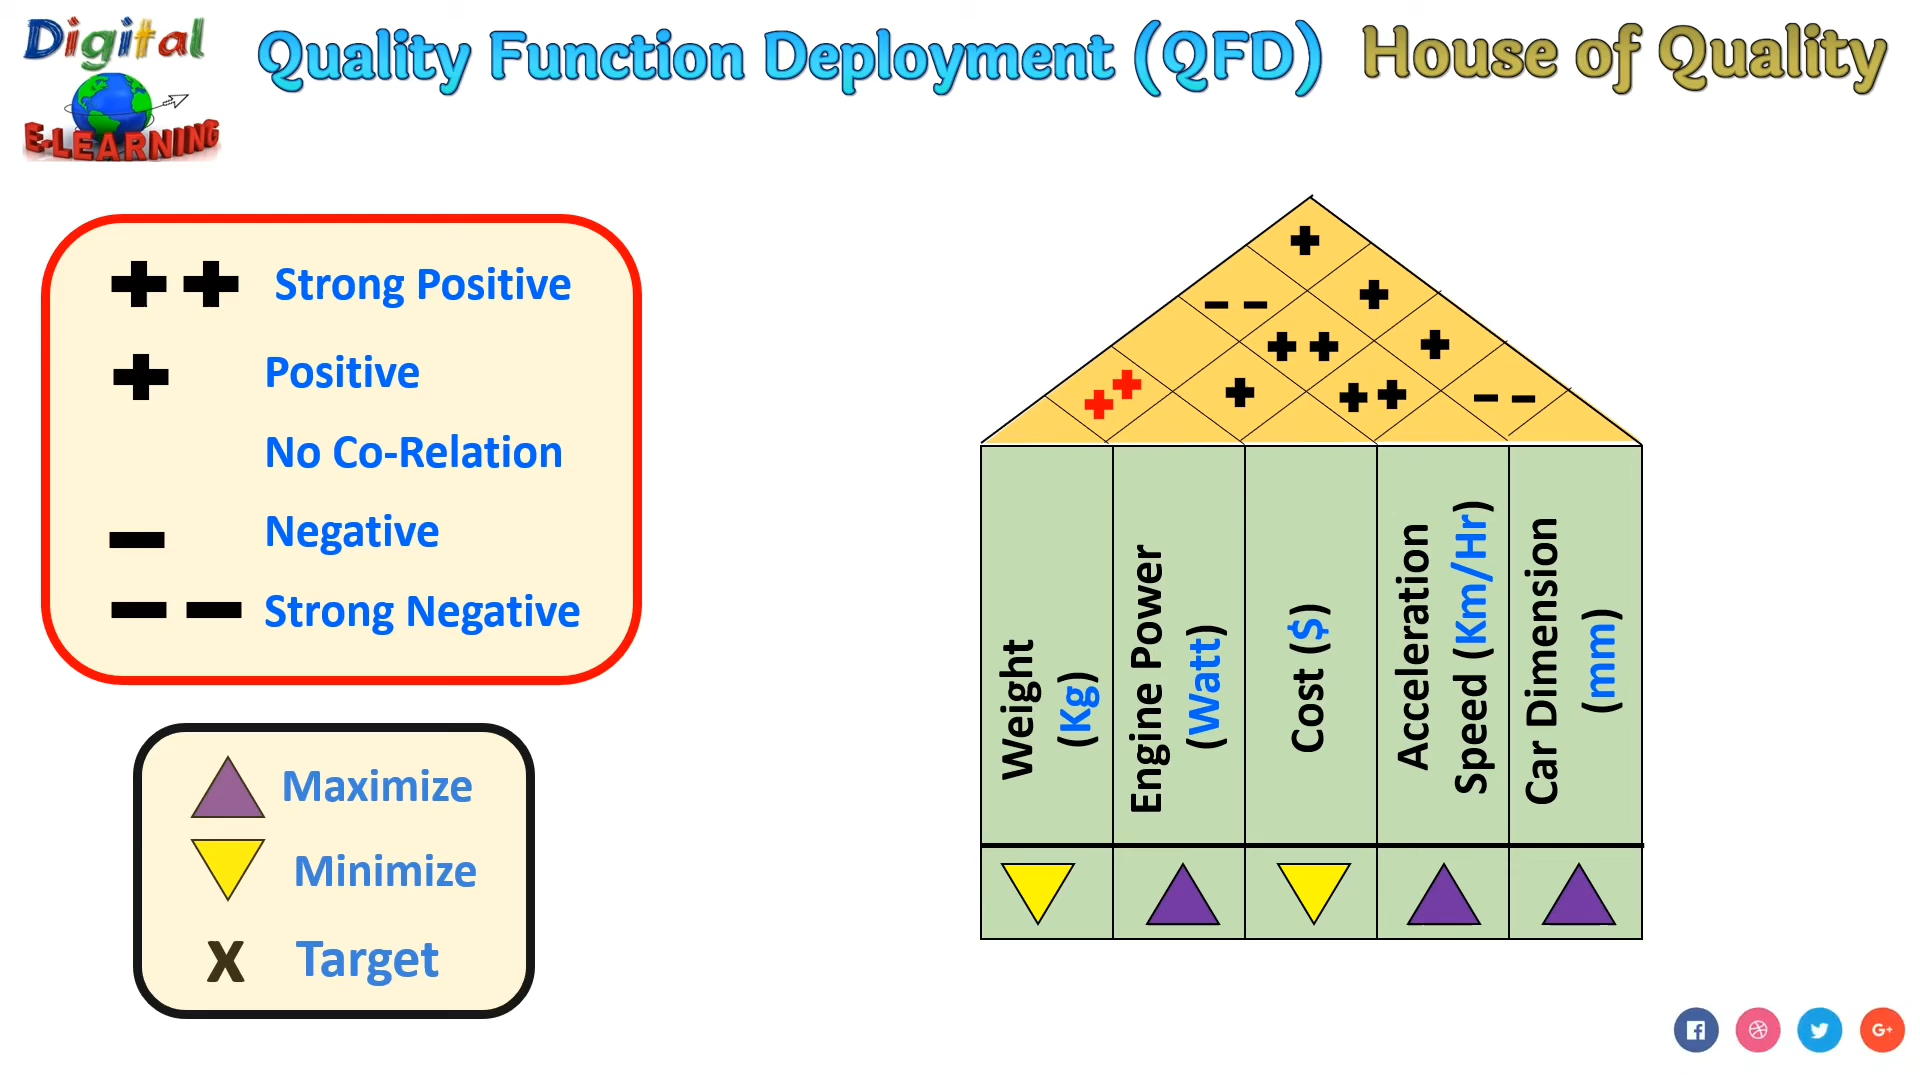 Digital
E-LEARNING
Quality Function Deployment (QFD) House of Quality
++ Strong Positive
+ Positive
No Co-Relation
− Negative
− − Strong Negative
Maximize
Minimize
X Target
+
− − +
++ +
++ + ++ − −
Weight
(Kg)
Engine Power
(Watt)
Cost ($)
Acceleration
Speed (Km/Hr)
Car Dimension
(mm)
G+